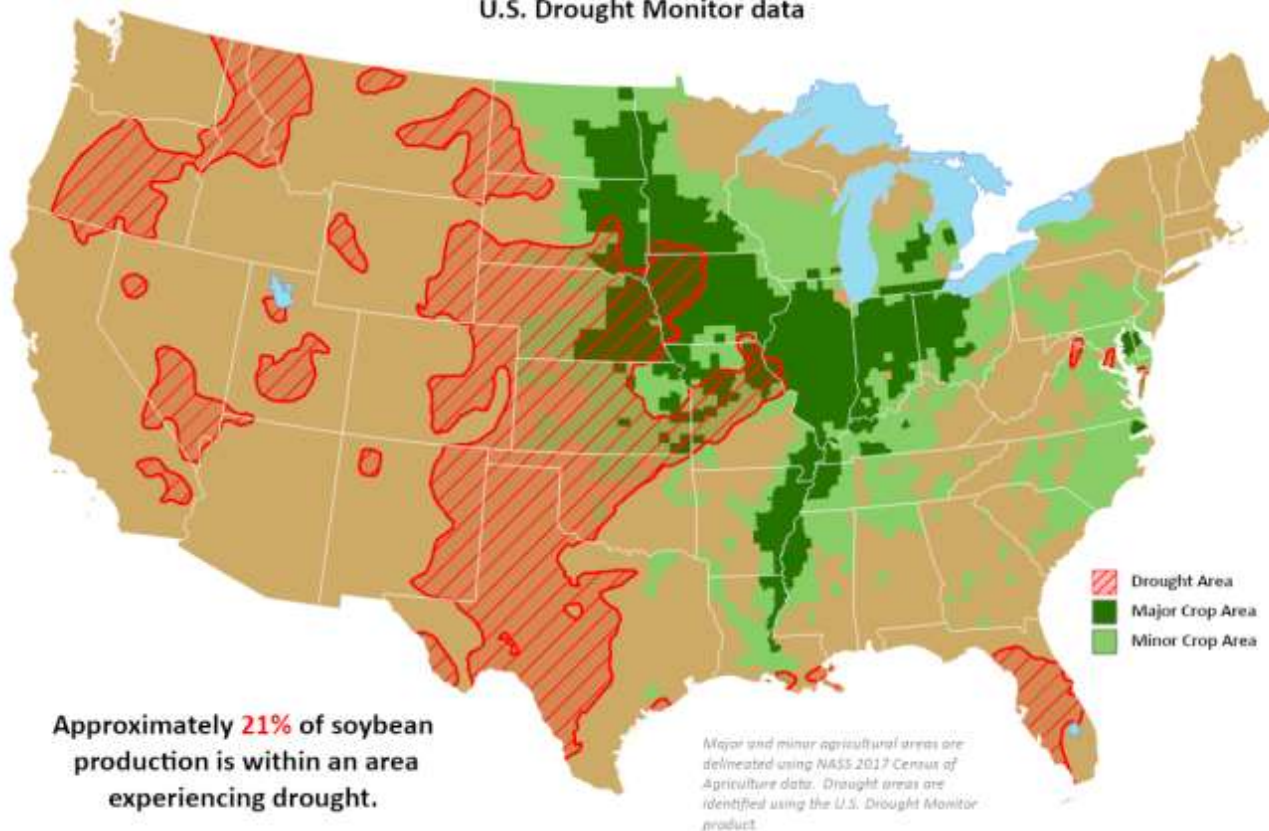 U.S. Drought Monitor data
Drought Area
Major Crop Area
Minor Crop Area
Approximately 21% of soybean
production is within an area
experiencing drought.
Major and minor agricultural areas are
delineated using NASS 2017 Census of
Agriculture data. Drought areas are
identified using the U.S. Drought Monitor
product.